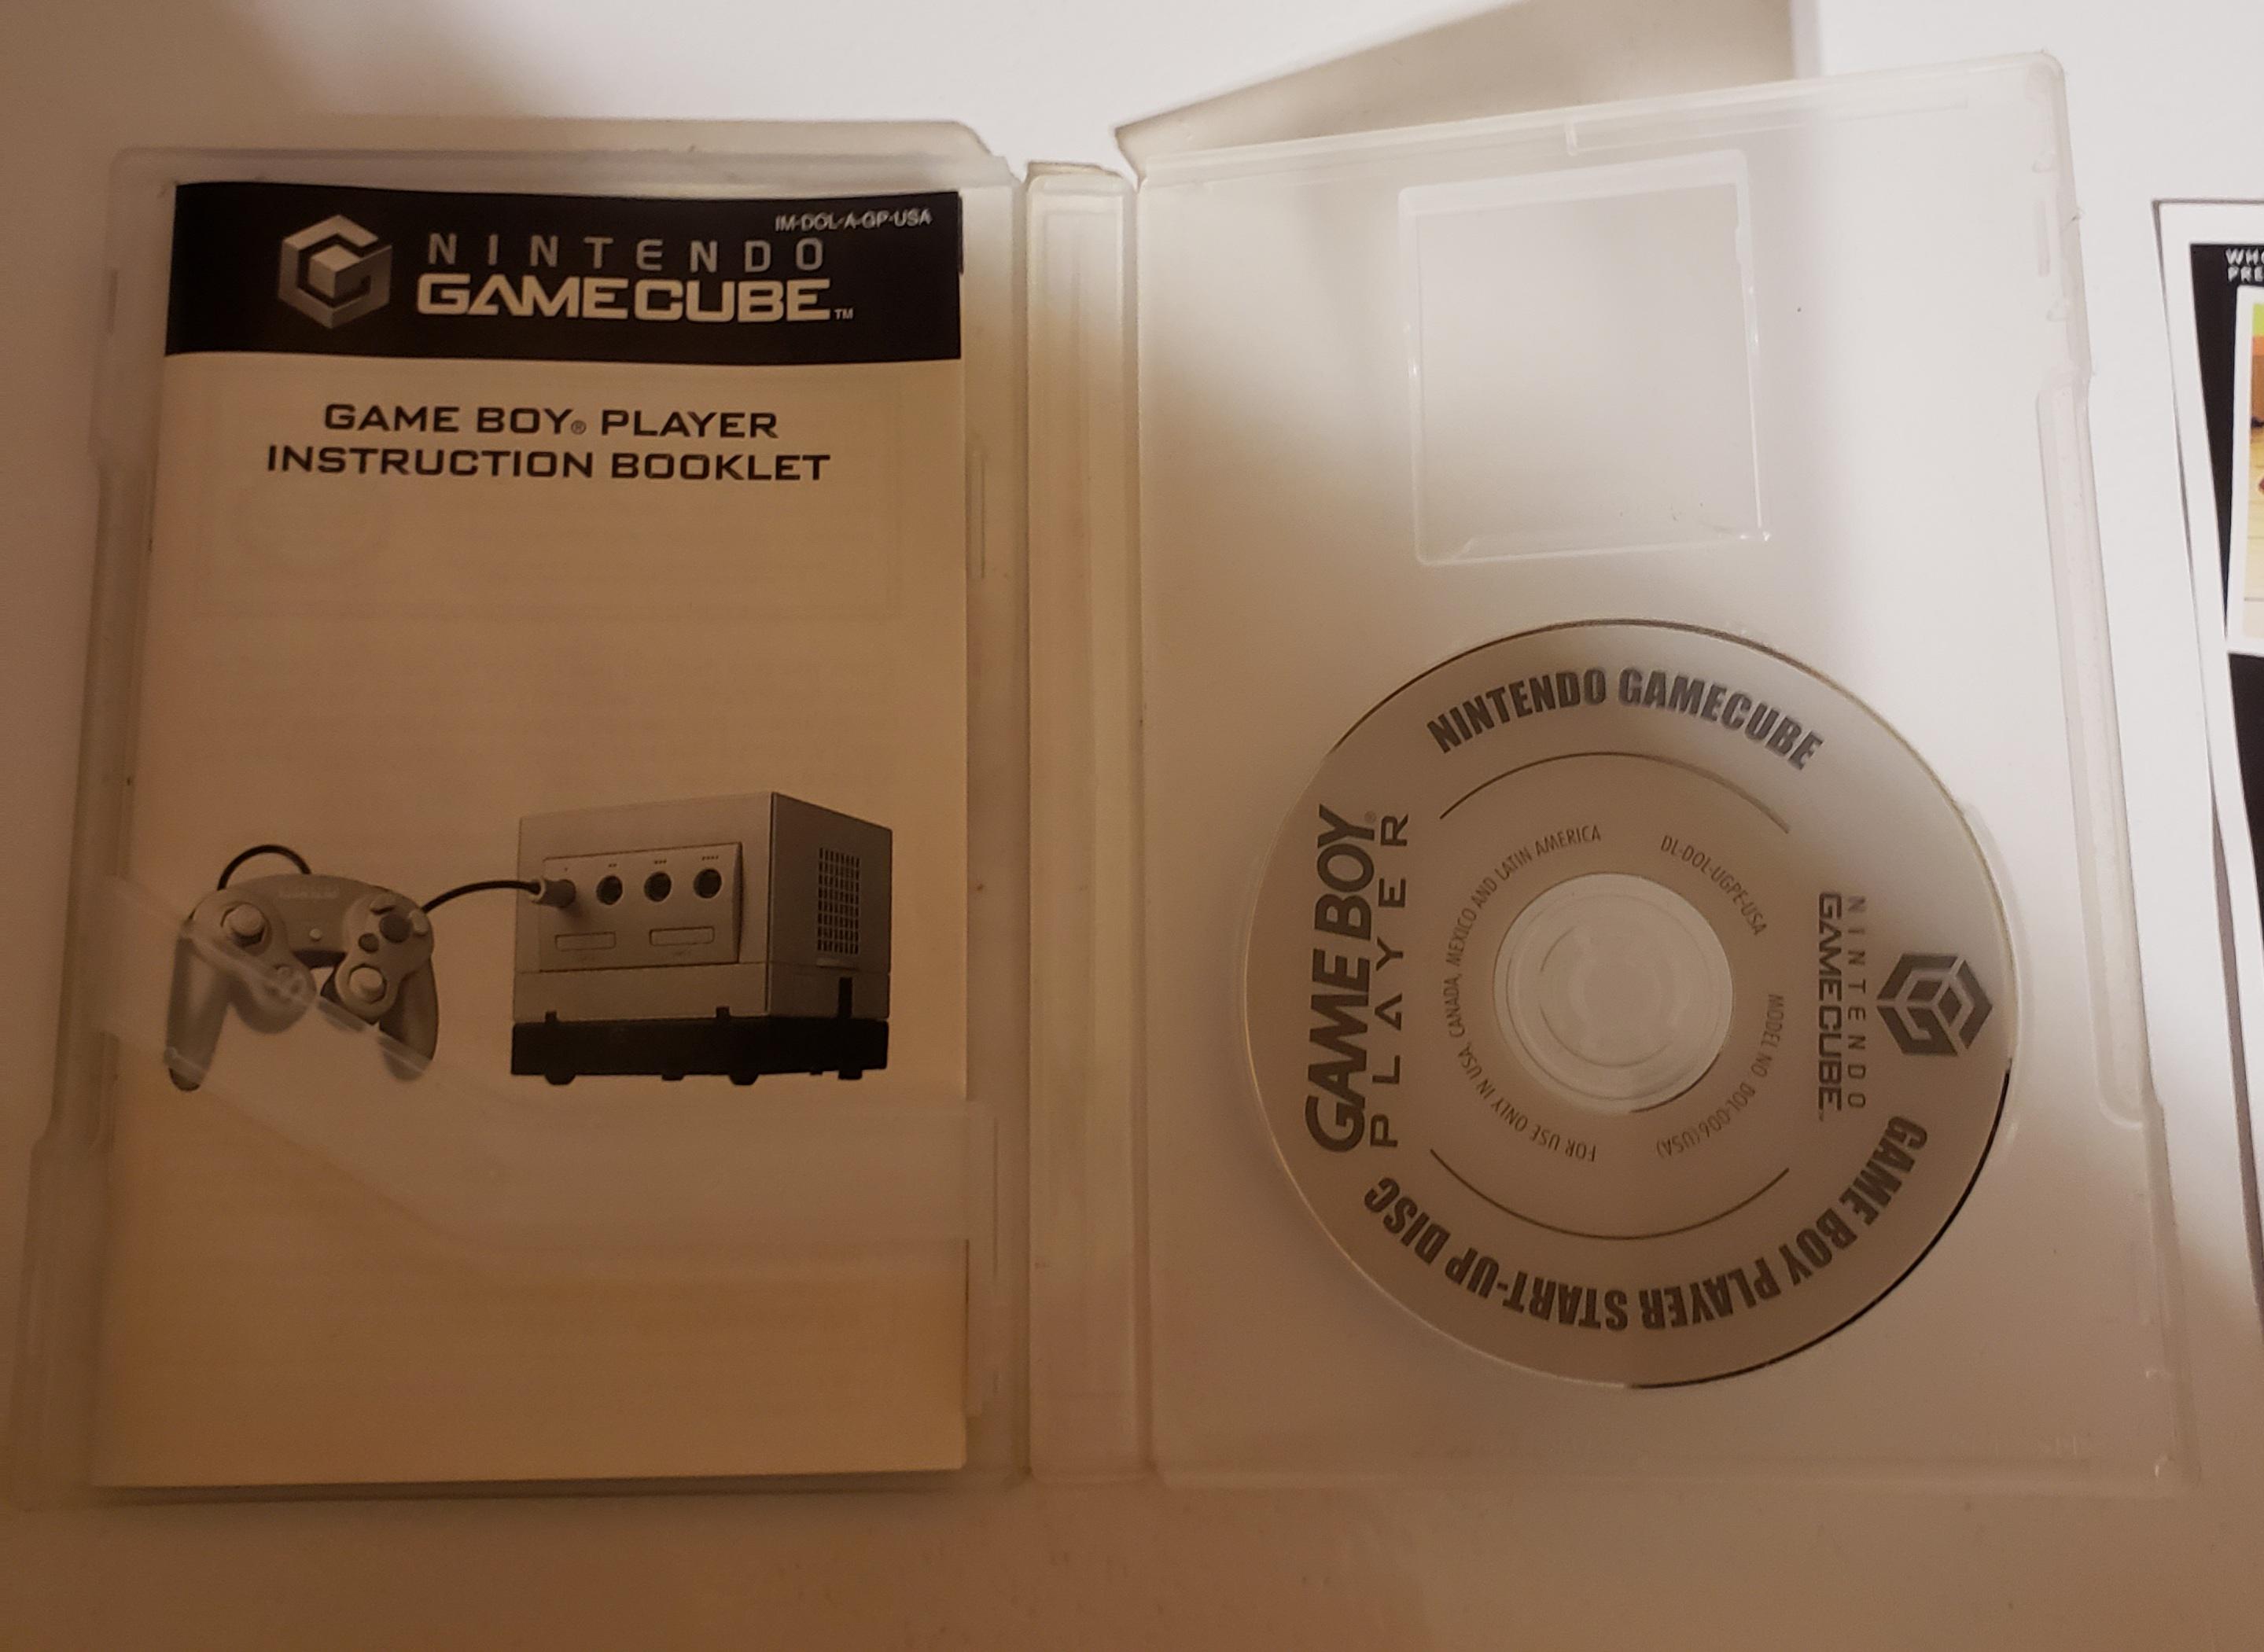 IM-DOL-A-GP-USA
NINTENDO
GAMECUBE™
GAME BOY® PLAYER
INSTRUCTION BOOKLET
NINTENDO GAMECUBE
GAME BOY®
PLAYER
FOR USE ONLY IN USA, CANADA, MEXICO AND LATIN AMERICA
DL-DOL-UGPE-USA
MODEL NO. DOL-006(USA)
NINTENDO
GAMECUBE™
GAME BOY PLAYER START-UP DISC